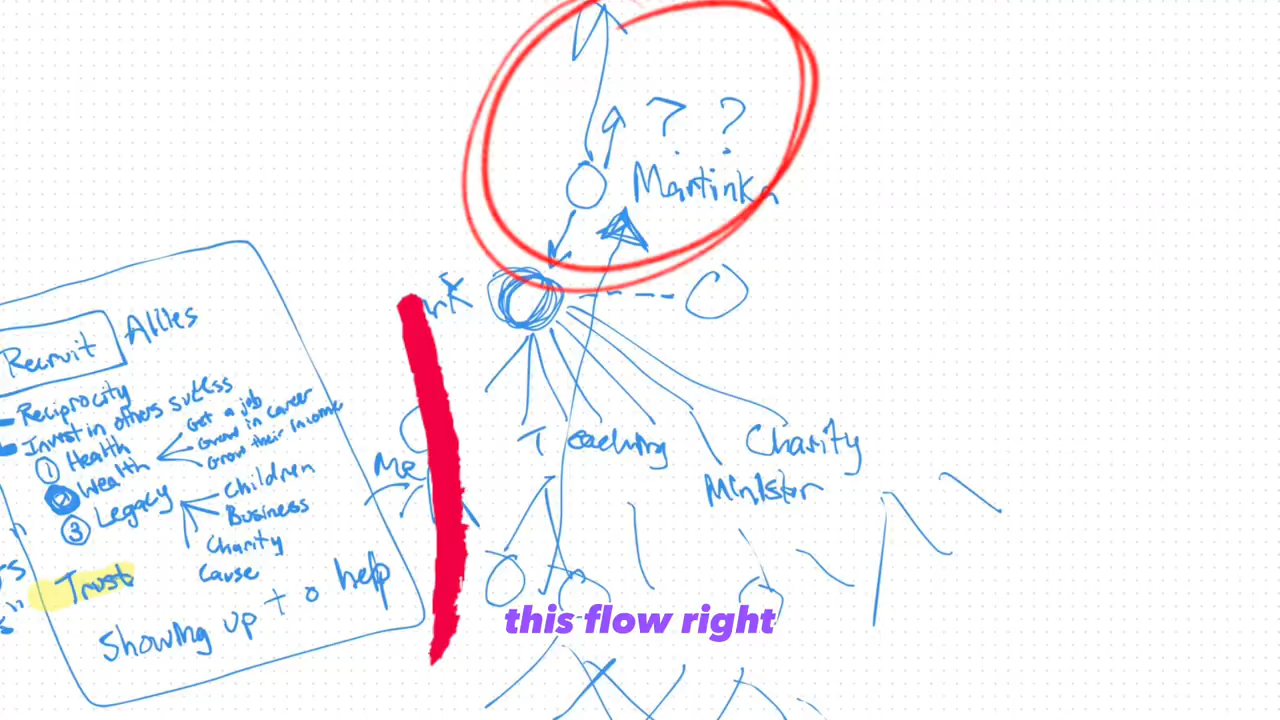 ? ?
Martinka
Allies
Recruit
Reciprocity
Invest in others success
① Health
② Wealth
Get a job
Grow in career
Grow their income
③ Legacy
Children
Business
Charity
Cause
Trust
Showing up to help
Me
Teaching
Charity
Minister
this flow right